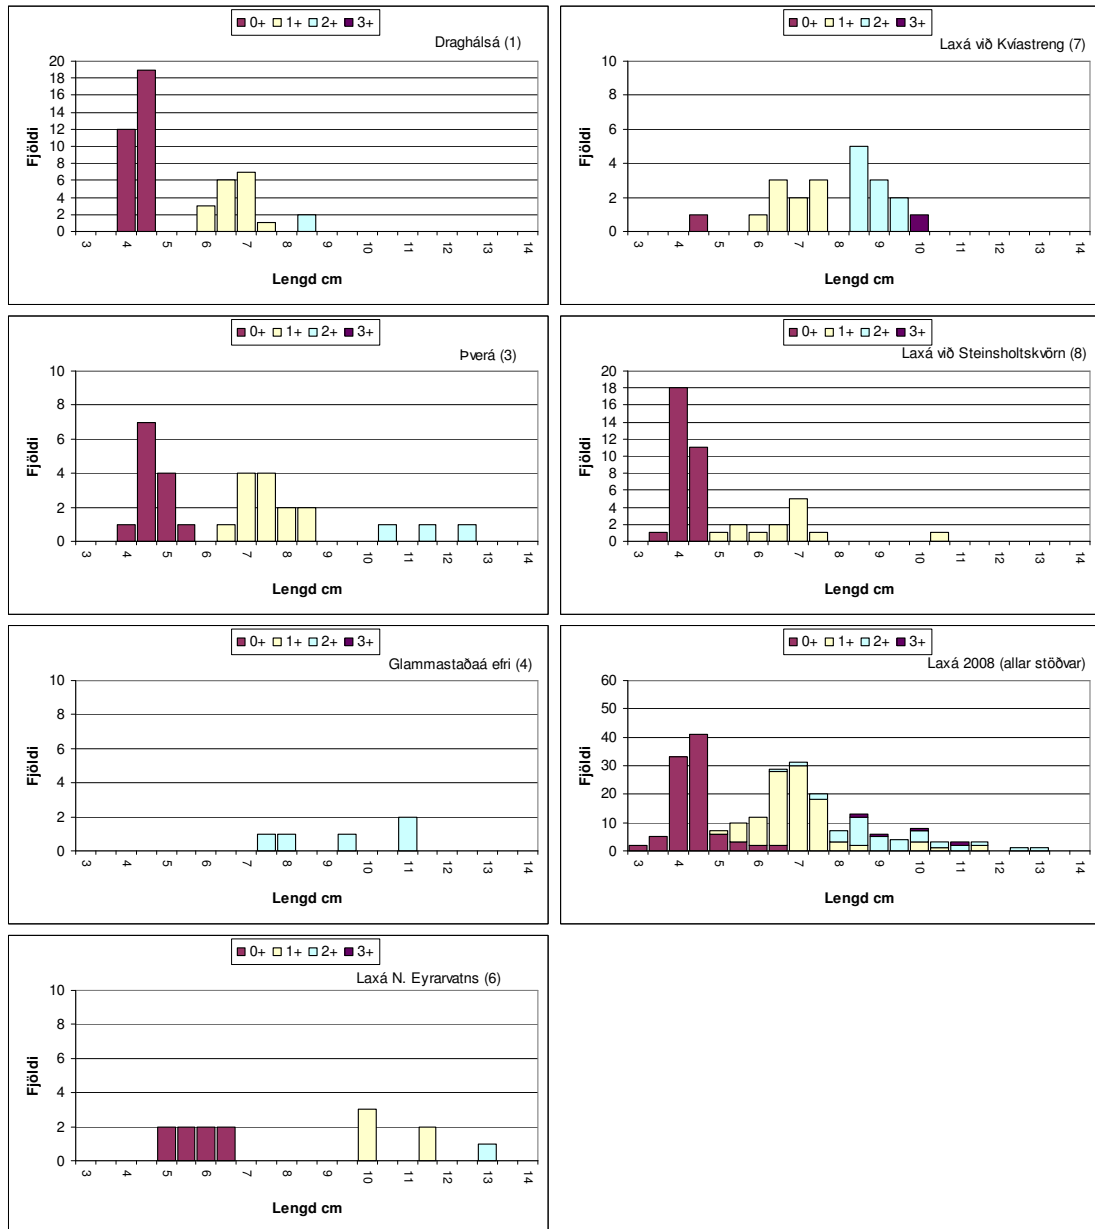 0+ 1+ 2+ 3+
Draghálsá (1)
20
18
16
14
12
10
8
6
4
2
0
Fjöldi
3 4 5 6 7 8 9 10 11 12 13 14
Lengd cm
0+ 1+ 2+ 3+
Laxá við Kvíastreng (7)
10
8
6
4
2
0
Fjöldi
3 4 5 6 7 8 9 10 11 12 13 14
Lengd cm
0+ 1+ 2+ 3+
Þverá (3)
10
8
6
4
2
0
Fjöldi
3 4 5 6 7 8 9 10 11 12 13 14
Lengd cm
0+ 1+ 2+ 3+
Laxá við Steinsholtskvörn (8)
20
18
16
14
12
10
8
6
4
2
0
Fjöldi
3 4 5 6 7 8 9 10 11 12 13 14
Lengd cm
0+ 1+ 2+ 3+
Glammastaðaá efri (4)
10
8
6
4
2
0
Fjöldi
3 4 5 6 7 8 9 10 11 12 13 14
Lengd cm
0+ 1+ 2+ 3+
Laxá 2008 (allar stöðvar)
60
50
40
30
20
10
0
Fjöldi
3 4 5 6 7 8 9 10 11 12 13 14
Lengd cm
0+ 1+ 2+ 3+
Laxá N. Eyrarvatns (6)
10
8
6
4
2
0
Fjöldi
3 4 5 6 7 8 9 10 11 12 13 14
Lengd cm